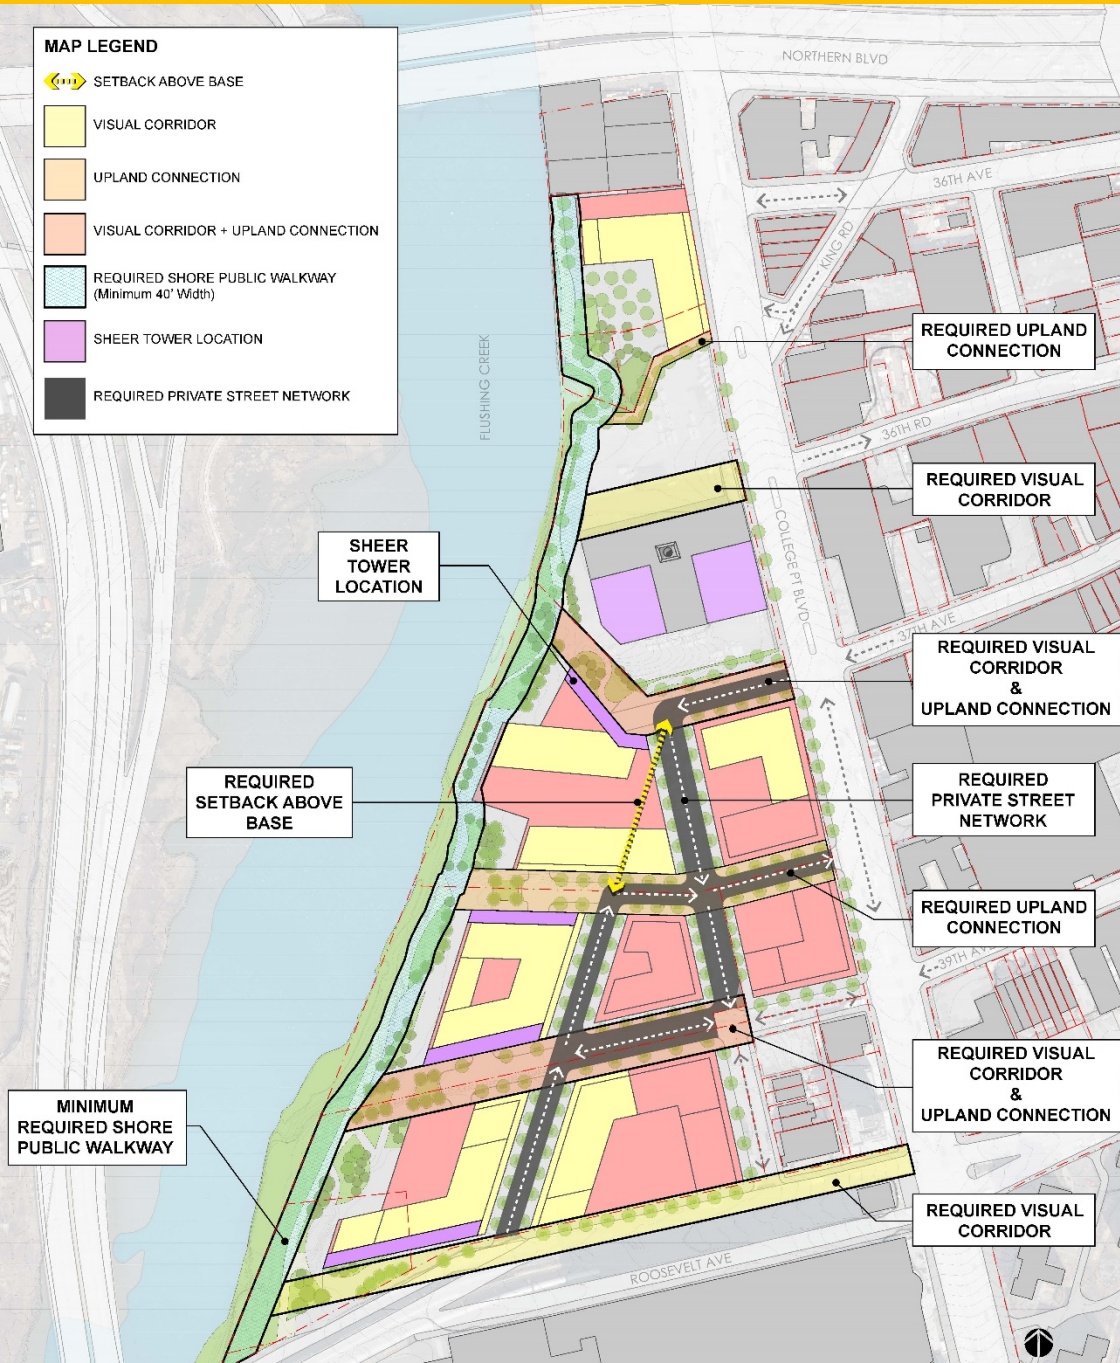 MAP LEGEND
SETBACK ABOVE BASE
VISUAL CORRIDOR
UPLAND CONNECTION
VISUAL CORRIDOR + UPLAND CONNECTION
REQUIRED SHORE PUBLIC WALKWAY
(Minimum 40' Width)
SHEER TOWER LOCATION
REQUIRED PRIVATE STREET NETWORK
NORTHERN BLVD
36TH AVE
KING RD
FLUSHING CREEK
REQUIRED UPLAND
CONNECTION
36TH RD
REQUIRED VISUAL
CORRIDOR
COLLEGE PT BLVD
SHEER
TOWER
LOCATION
37TH AVE
REQUIRED VISUAL
CORRIDOR
&
UPLAND CONNECTION
REQUIRED
SETBACK ABOVE
BASE
REQUIRED
PRIVATE STREET
NETWORK
REQUIRED UPLAND
CONNECTION
39TH AVE
REQUIRED VISUAL
CORRIDOR
&
UPLAND CONNECTION
MINIMUM
REQUIRED SHORE
PUBLIC WALKWAY
REQUIRED VISUAL
CORRIDOR
ROOSEVELT AVE